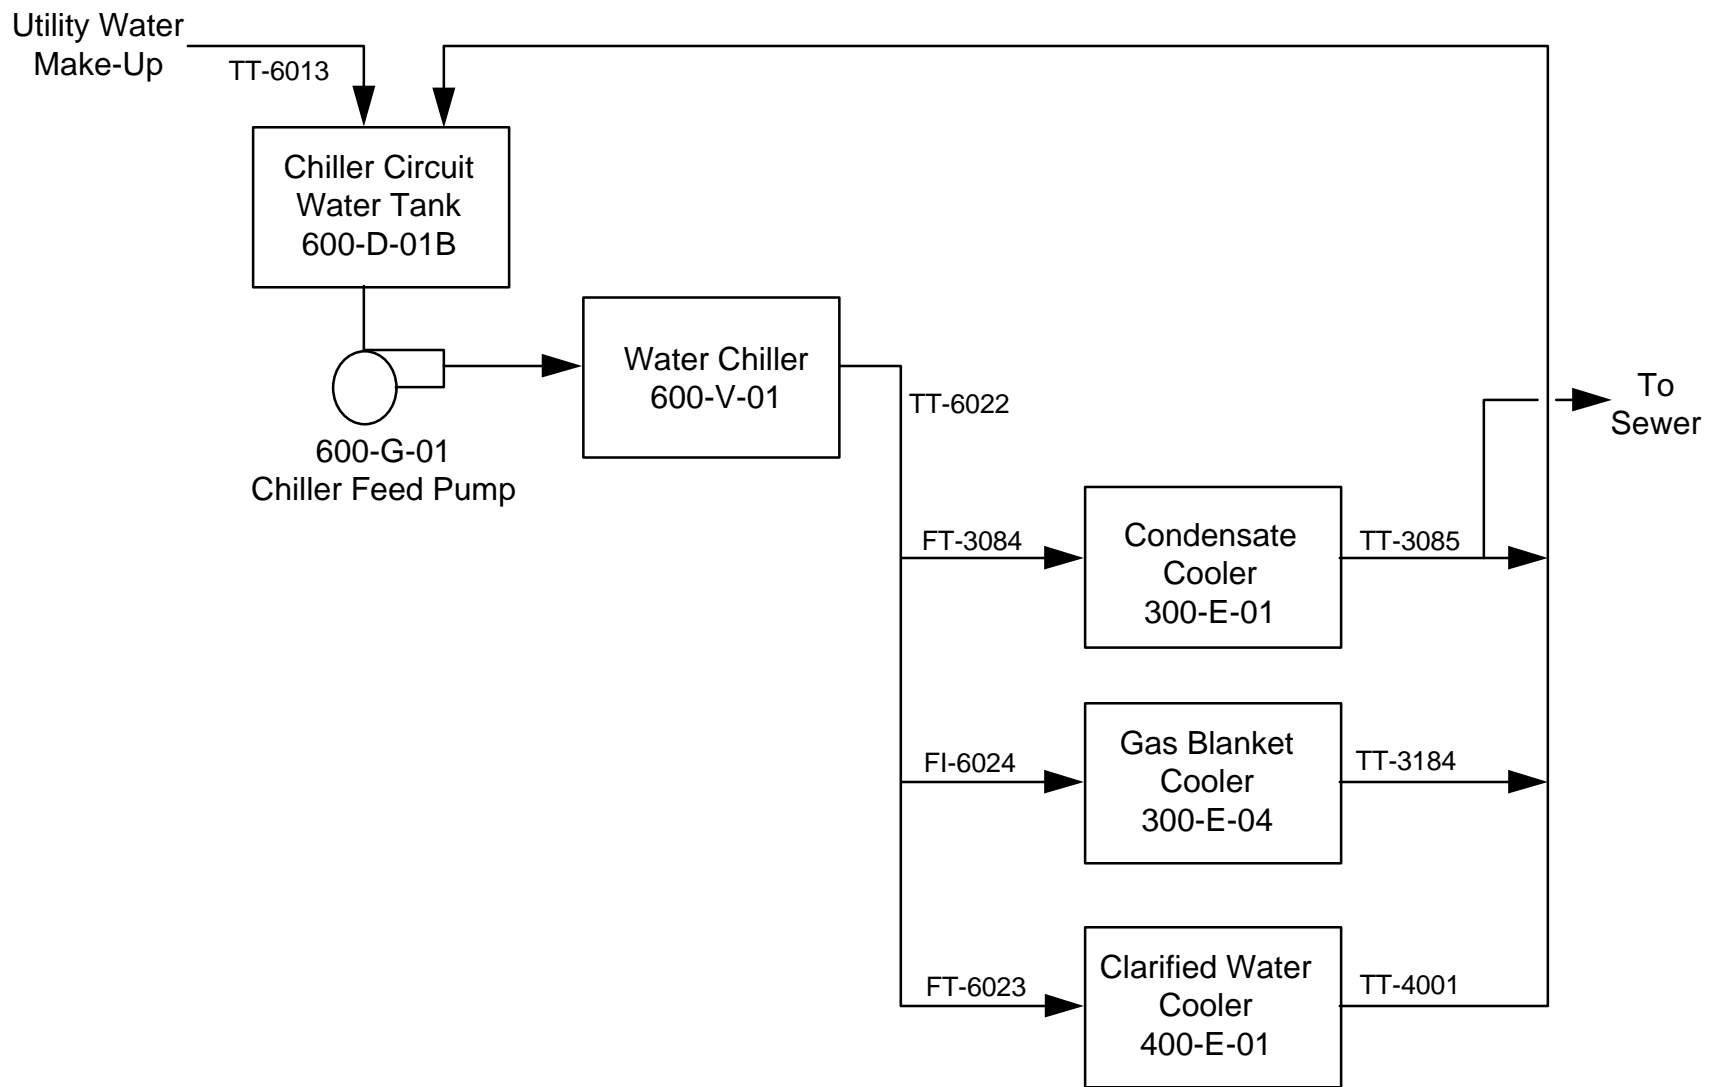 Utility Water
Make-Up
TT-6013
Chiller Circuit
Water Tank
600-D-01B
Water Chiller
600-V-01
TT-6022
600-G-01
Chiller Feed Pump
To
Sewer
FT-3084
Condensate
Cooler
300-E-01
TT-3085
FI-6024
Gas Blanket
Cooler
300-E-04
TT-3184
FT-6023
Clarified Water
Cooler
400-E-01
TT-4001